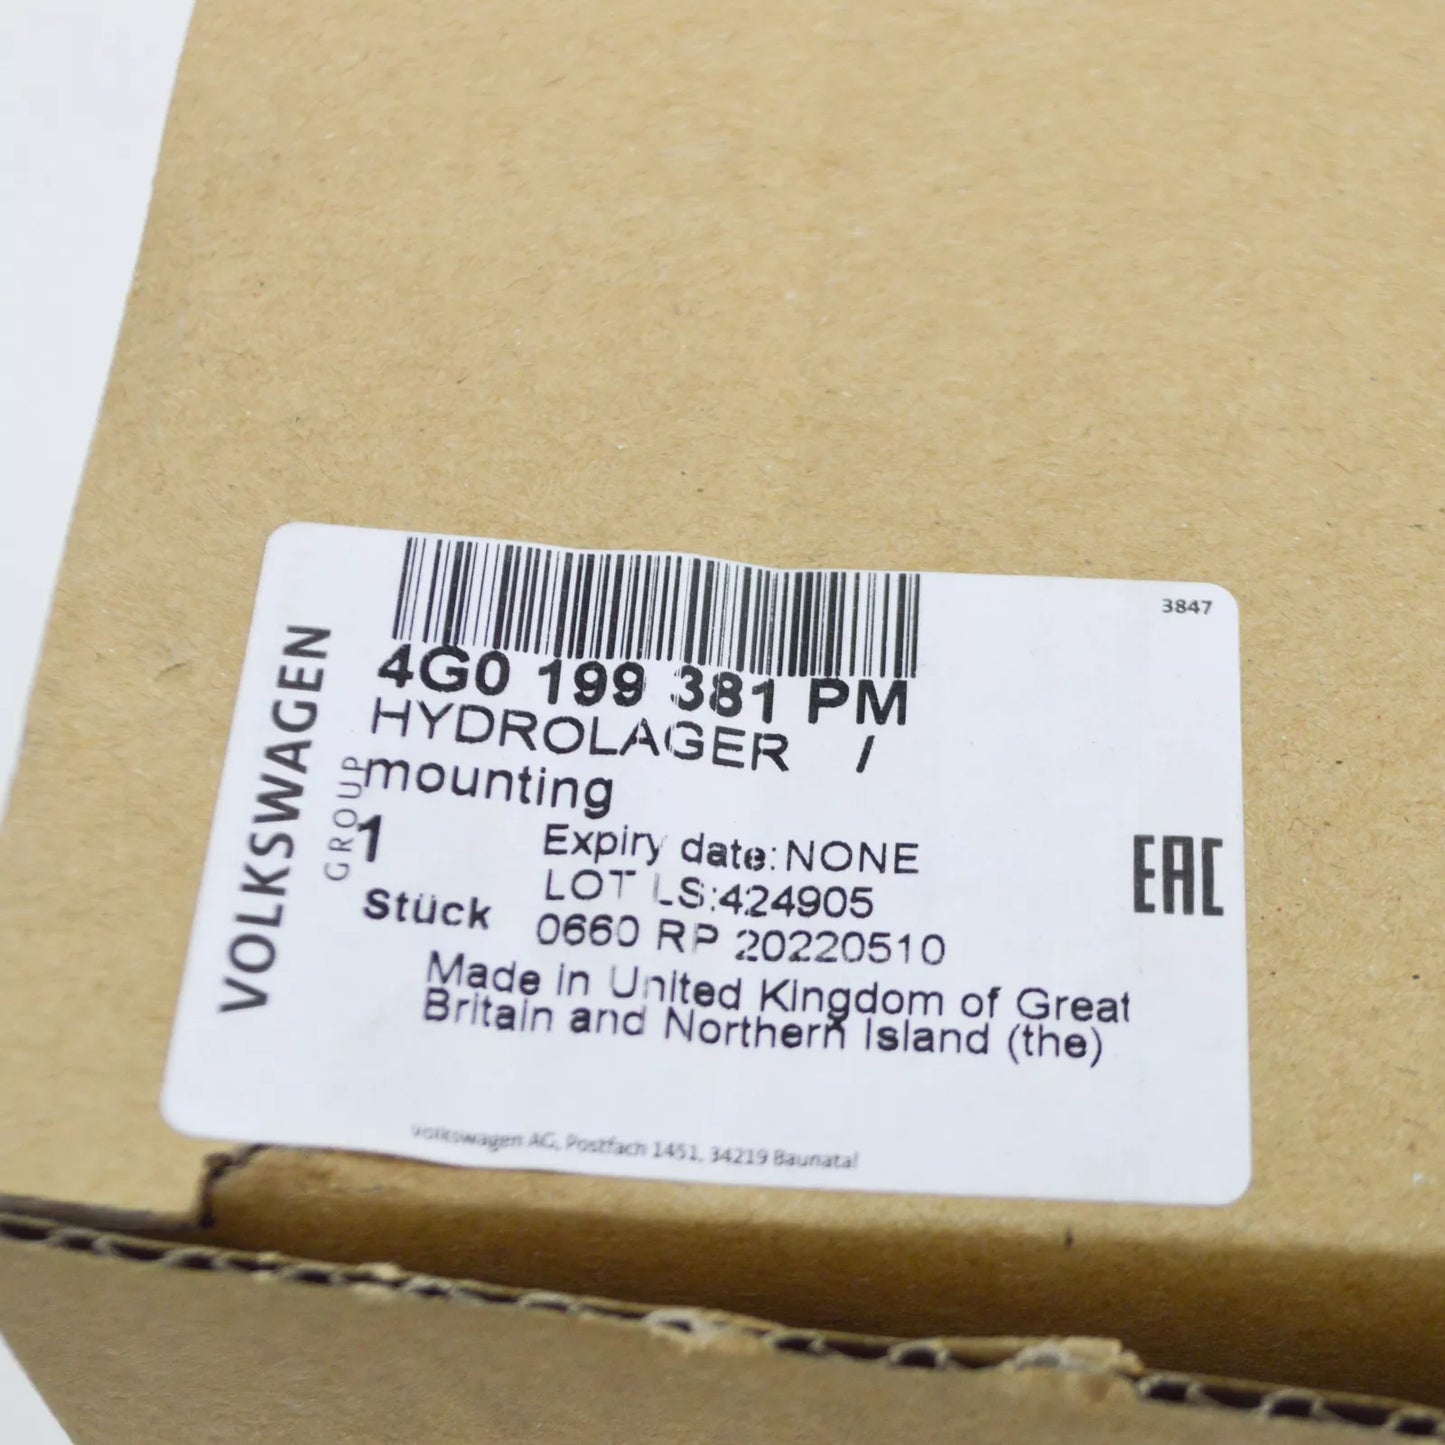 3847
4G0 199 381 PM
HYDROLAGER /
mounting
1
Stück
Expiry date:NONE
LOT LS:424905
0660 RP 20220510
Made in United Kingdom of Great
Britain and Northern Island (the)
EAC
VOLKSWAGEN
GROUP
Volkswagen AG, Postfach 1451, 34219 Baunatal